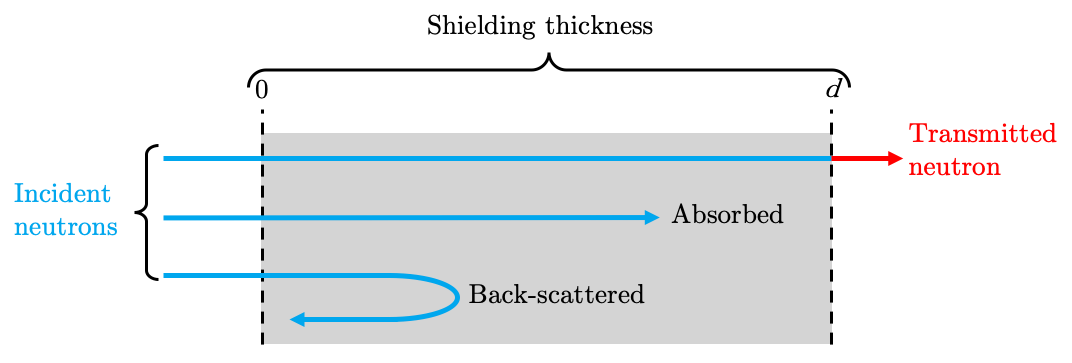 Shielding thickness
0
d
Transmitted
neutron
Incident
neutrons
Absorbed
Back-scattered